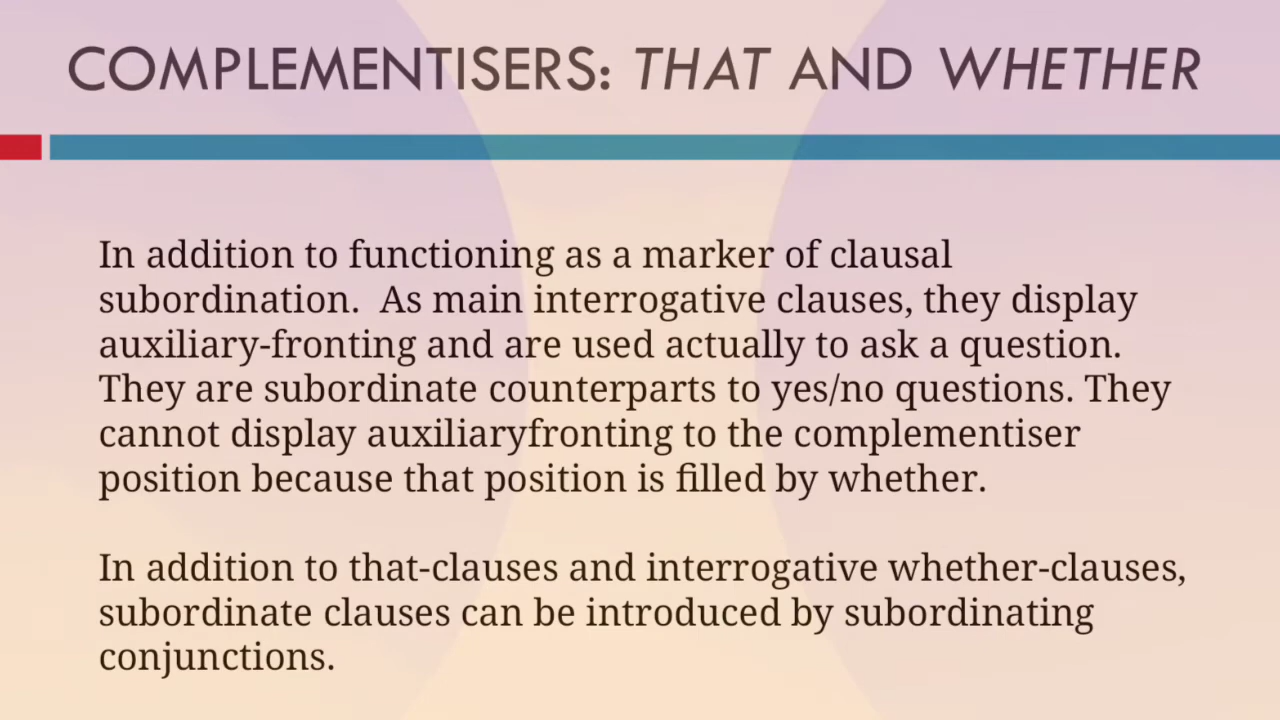 COMPLEMENTISERS: THAT AND WHETHER
In addition to functioning as a marker of clausal
subordination.  As main interrogative clauses, they display
auxiliary-fronting and are used actually to ask a question.
They are subordinate counterparts to yes/no questions. They
cannot display auxiliaryfronting to the complementiser
position because that position is filled by whether.
In addition to that-clauses and interrogative whether-clauses,
subordinate clauses can be introduced by subordinating
conjunctions.